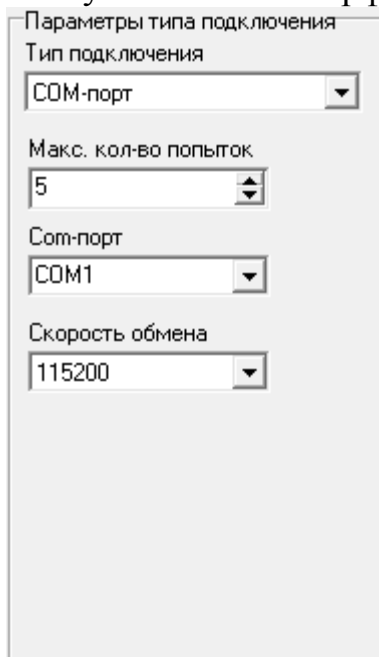 Параметры типа подключения
Тип подключения
COM-порт
Макс. кол-во попыток
5
Com-порт
COM1
Скорость обмена
115200